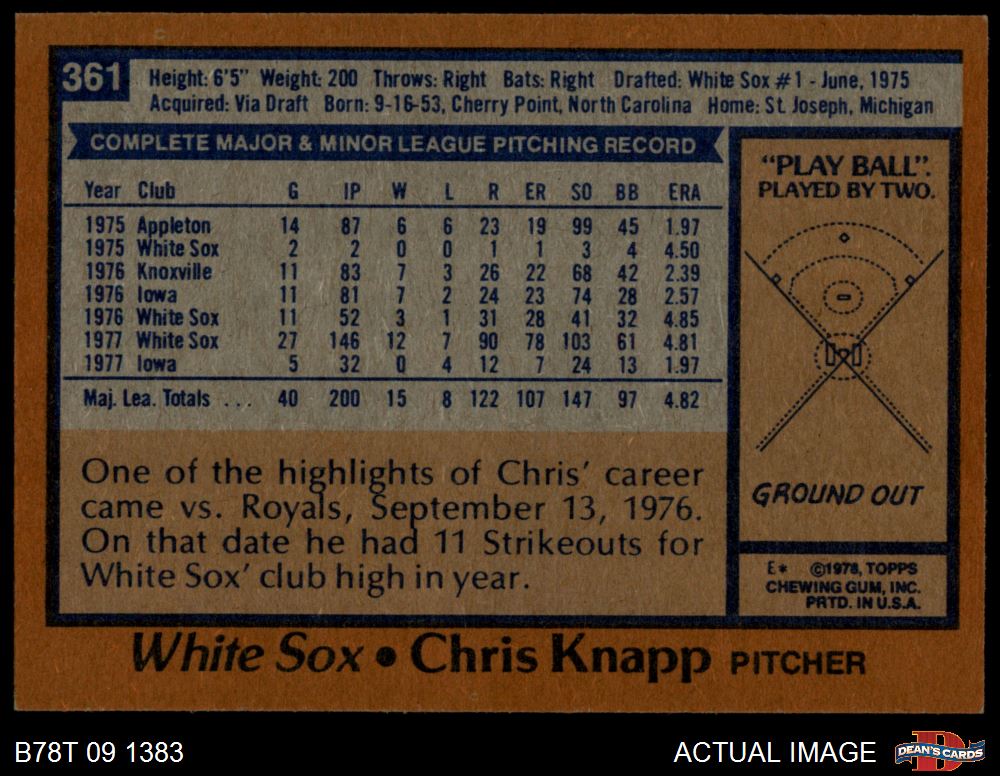 361
Height: 6'5" Weight: 200 Throws: Right Bats: Right Drafted: White Sox #1 - June, 1975
Acquired: Via Draft Born: 9-16-53, Cherry Point, North Carolina Home: St. Joseph, Michigan
COMPLETE MAJOR & MINOR LEAGUE PITCHING RECORD
Year Club G IP W L R ER SO BB ERA
1975 Appleton 14 87 6 6 23 19 99 45 1.97
1975 White Sox 2 2 0 0 1 1 3 4 4.50
1976 Knoxville 11 83 7 3 26 22 68 42 2.39
1976 Iowa 11 81 7 2 24 23 74 28 2.57
1976 White Sox 11 52 3 1 31 28 41 32 4.85
1977 White Sox 27 146 12 7 90 78 103 61 4.81
1977 Iowa 5 32 0 4 12 7 24 13 1.97
Maj. Lea. Totals ... 40 200 15 8 122 107 147 97 4.82
One of the highlights of Chris' career
came vs. Royals, September 13, 1976.
On that date he had 11 Strikeouts for
White Sox' club high in year.
"PLAY BALL".
PLAYED BY TWO.
GROUND OUT
E* ©1978, TOPPS
CHEWING GUM, INC.
PRTD. IN U.S.A.
White Sox • Chris Knapp PITCHER
B78T 09 1383
ACTUAL IMAGE
D
DEAN'S CARDS